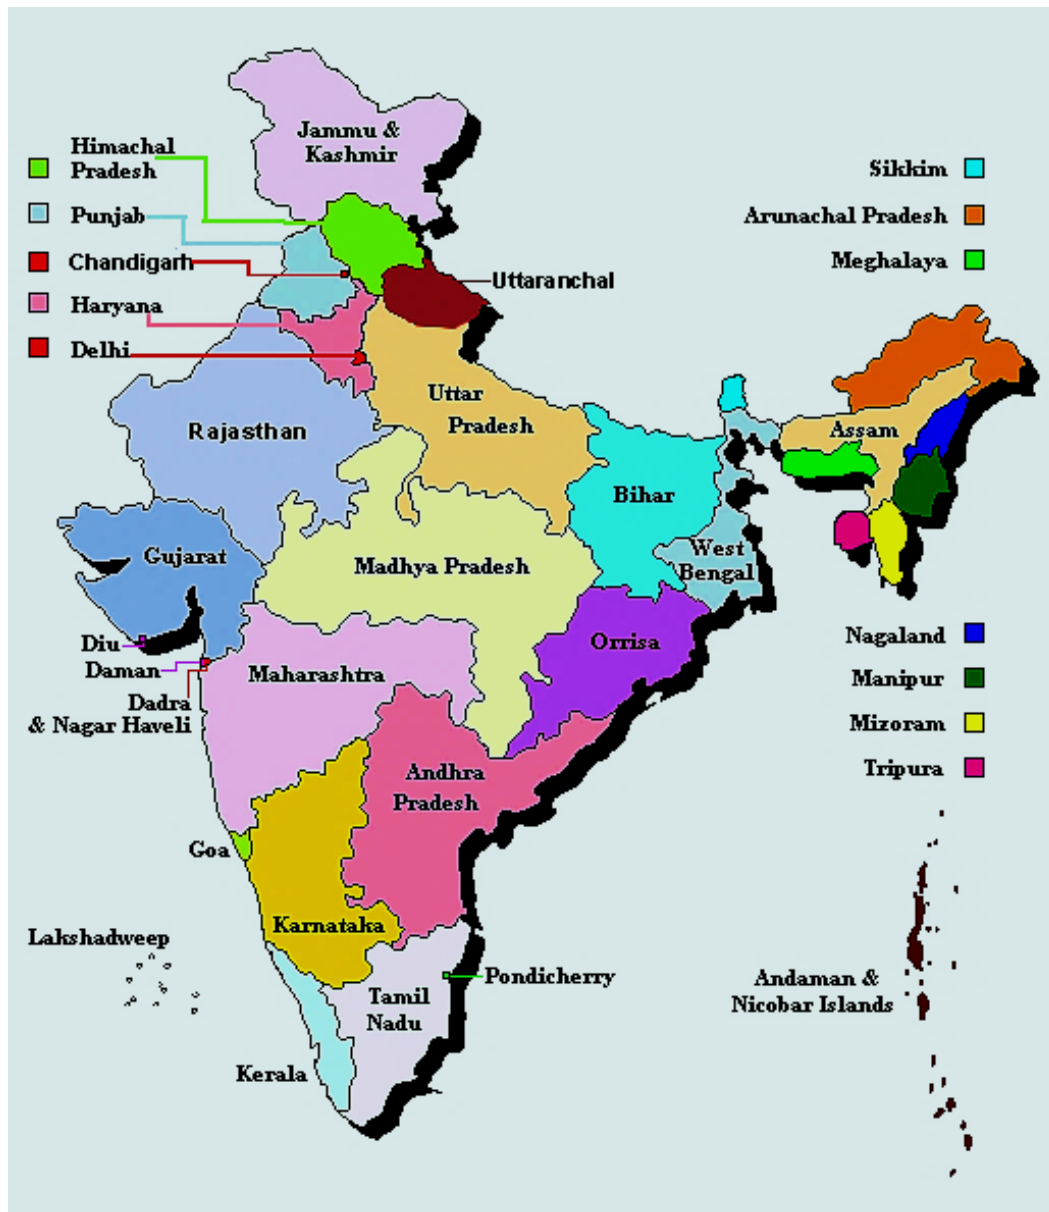 Jammu &
Kashmir
Himachal
Pradesh
Punjab
Chandigarh
Haryana
Delhi
Sikkim
Arunachal Pradesh
Meghalaya
Uttaranchal
Uttar
Pradesh
Rajasthan
Assam
Bihar
Gujarat
Madhya Pradesh
West
Bengal
Diu
Daman
Dadra
& Nagar Haveli
Maharashtra
Orrisa
Nagaland
Manipur
Mizoram
Tripura
Andhra
Pradesh
Goa
Karnataka
Lakshadweep
Pondicherry
Tamil
Nadu
Kerala
Andaman &
Nicobar Islands